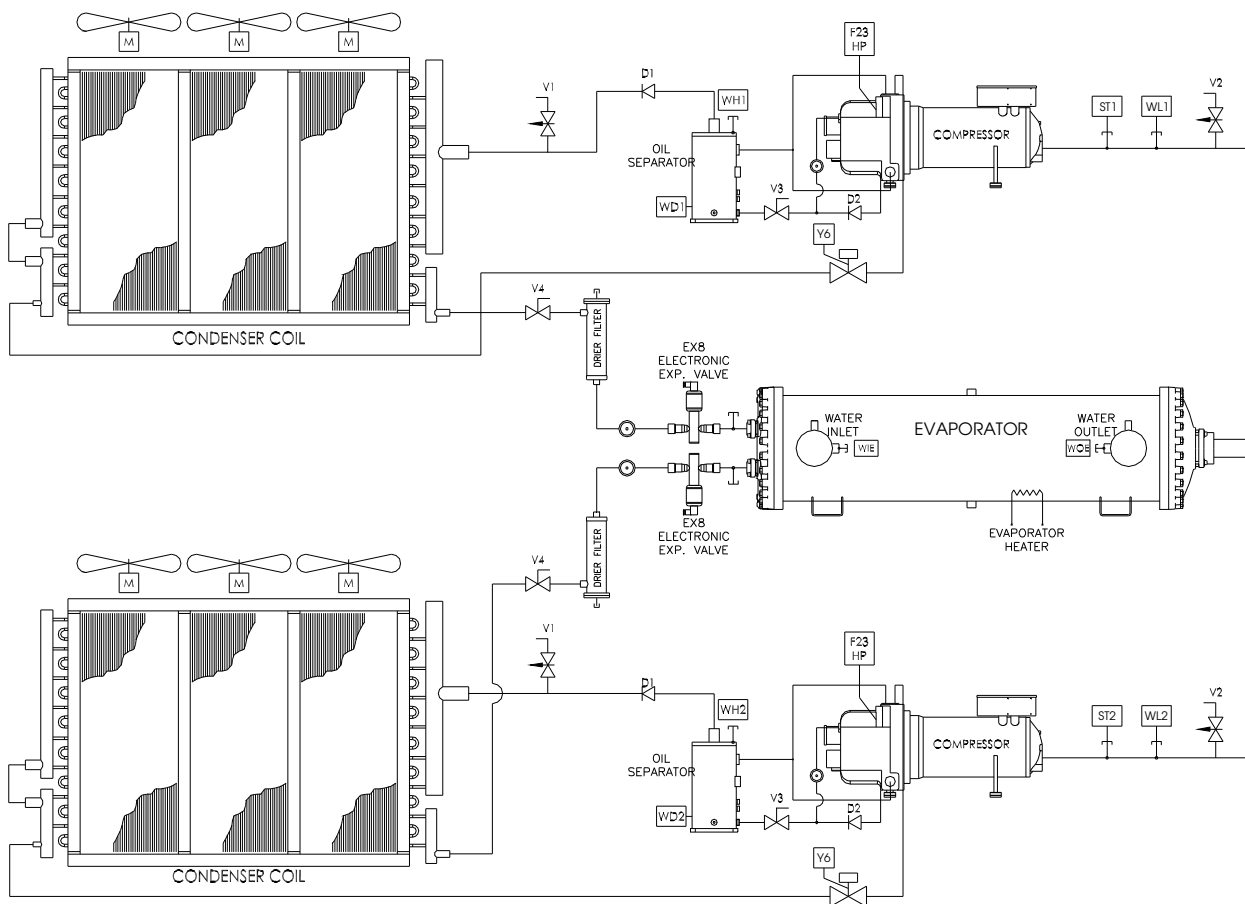 M
M
M
F23
HP
V1
D1
WH1
V2
ST1
WL1
COMPRESSOR
OIL
SEPARATOR
WD1
V3
D2
Y6
V4
CONDENSER COIL
DRIER FILTER
EX8
ELECTRONIC
EXP. VALVE
WATER
INLET
WIE
EVAPORATOR
WATER
OUTLET
WOE
EVAPORATOR
HEATER
EX8
ELECTRONIC
EXP. VALVE
DRIER FILTER
V4
M
M
M
V1
D1
F23
HP
WH2
V2
ST2
WL2
COMPRESSOR
OIL
SEPARATOR
WD2
V3
D2
Y6
CONDENSER COIL